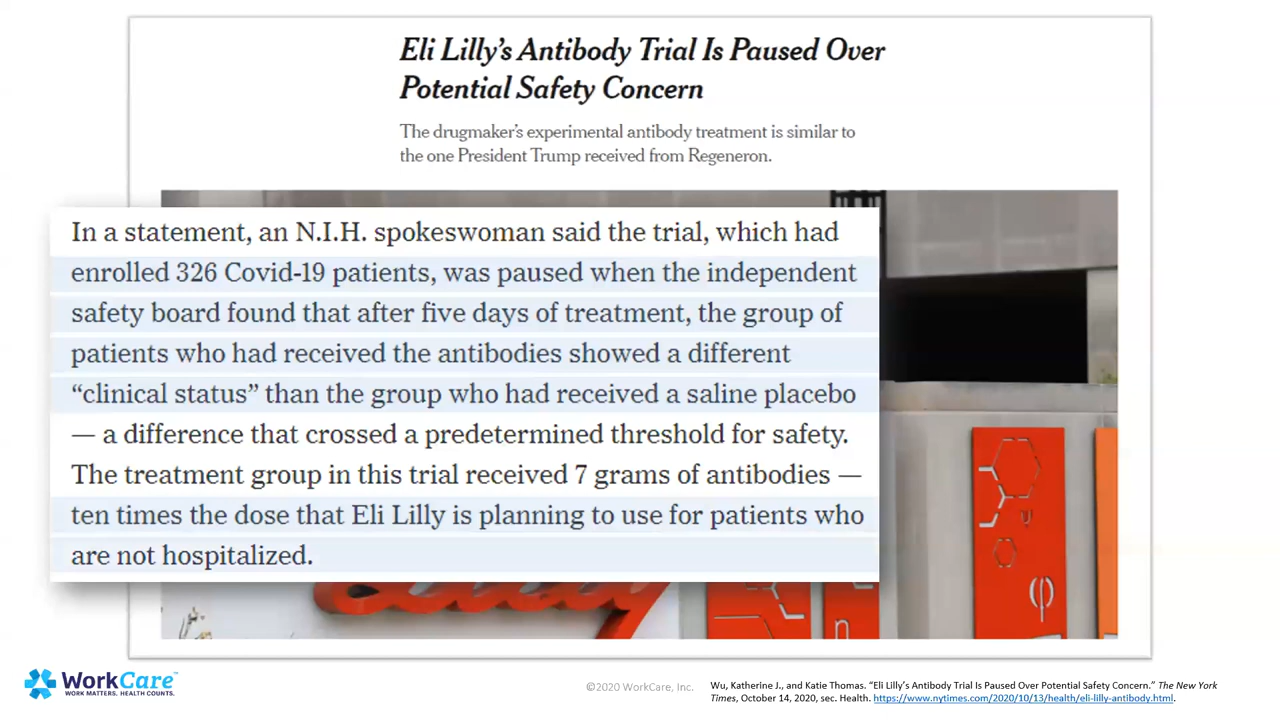 Eli Lilly’s Antibody Trial Is Paused Over
Potential Safety Concern
The drugmaker’s experimental antibody treatment is similar to
the one President Trump received from Regeneron.
In a statement, an N.I.H. spokeswoman said the trial, which had
enrolled 326 Covid-19 patients, was paused when the independent
safety board found that after five days of treatment, the group of
patients who had received the antibodies showed a different
“clinical status” than the group who had received a saline placebo
— a difference that crossed a predetermined threshold for safety.
The treatment group in this trial received 7 grams of antibodies —
ten times the dose that Eli Lilly is planning to use for patients who
are not hospitalized.
WorkCare™
WORK MATTERS. HEALTH COUNTS.
©2020 WorkCare, Inc.
Wu, Katherine J., and Katie Thomas. “Eli Lilly’s Antibody Trial Is Paused Over Potential Safety Concern.” The New York
Times, October 14, 2020, sec. Health. https://www.nytimes.com/2020/10/13/health/eli-lilly-antibody.html.